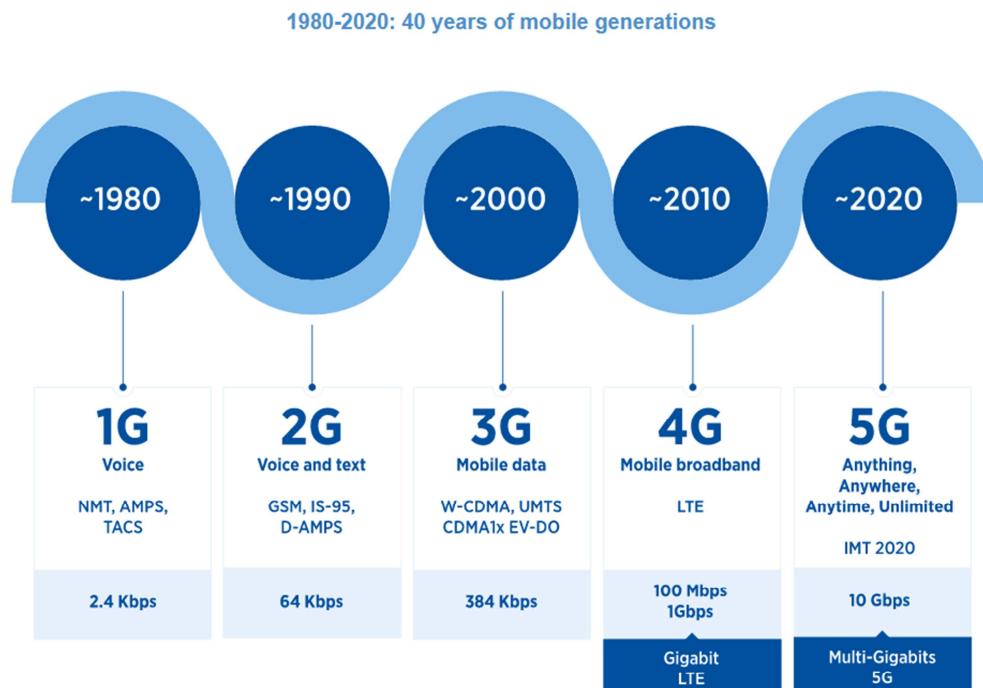 1980-2020: 40 years of mobile generations
~1980
~1990
~2000
~2010
~2020
1G
Voice
NMT, AMPS,
TACS
2.4 Kbps
2G
Voice and text
GSM, IS-95,
D-AMPS
64 Kbps
3G
Mobile data
W-CDMA, UMTS
CDMA1x EV-DO
384 Kbps
4G
Mobile broadband
LTE
100 Mbps
1Gbps
Gigabit
LTE
5G
Anything,
Anywhere,
Anytime, Unlimited
IMT 2020
10 Gbps
Multi-Gigabits
5G